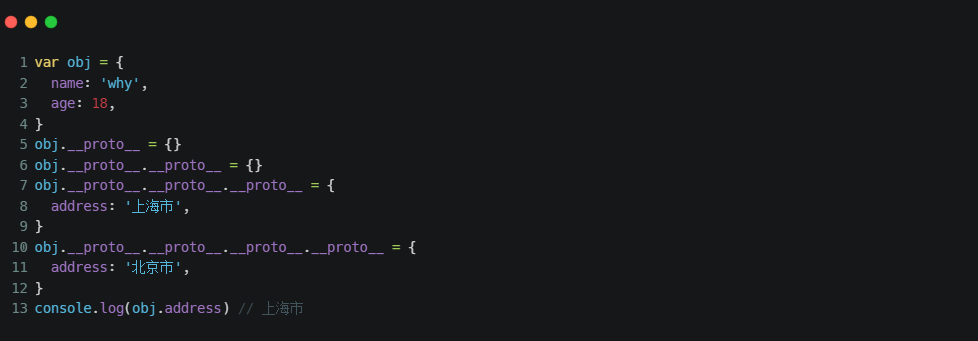 1 var obj = {
2   name: 'why',
3   age: 18,
4 }
5 obj.__proto__ = {}
6 obj.__proto__.__proto__ = {}
7 obj.__proto__.__proto__.__proto__ = {
8   address: '上海市',
9 }
10 obj.__proto__.__proto__.__proto__.__proto__ = {
11   address: '北京市',
12 }
13 console.log(obj.address) // 上海市